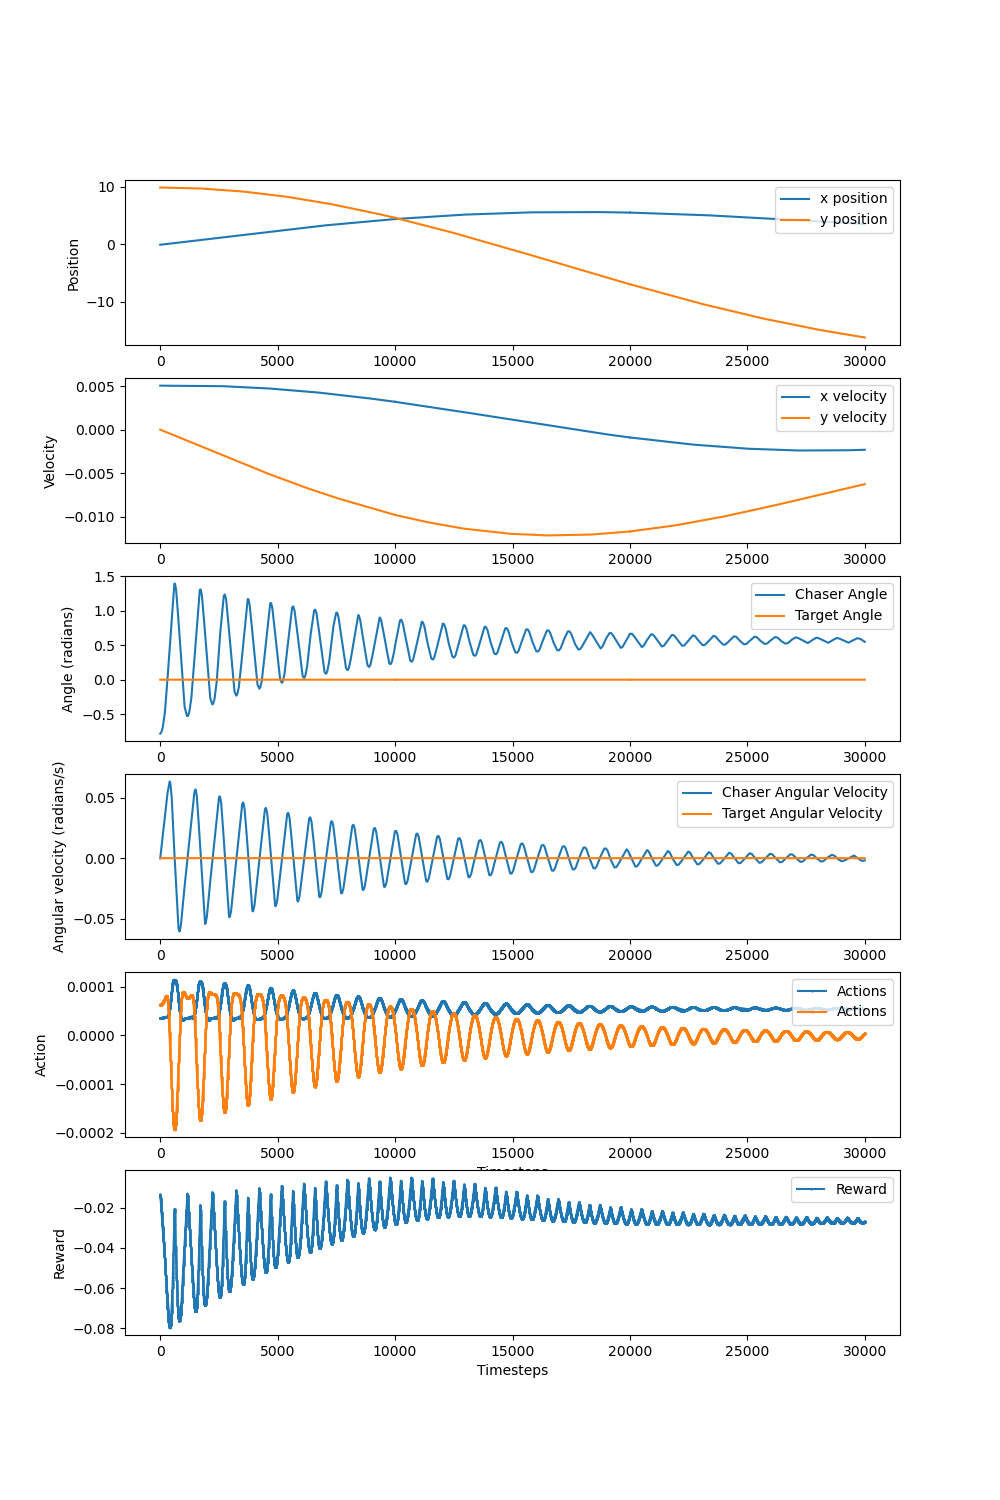 10
0
−10
Position
x position
y position
0 5000 10000 15000 20000 25000 30000
0.005
0.000
−0.005
−0.010
Velocity
x velocity
y velocity
0 5000 10000 15000 20000 25000 30000
1.5
1.0
0.5
0.0
−0.5
Angle (radians)
Chaser Angle
Target Angle
0 5000 10000 15000 20000 25000 30000
0.05
0.00
−0.05
Angular velocity (radians/s)
Chaser Angular Velocity
Target Angular Velocity
0 5000 10000 15000 20000 25000 30000
0.0001
0.0000
−0.0001
−0.0002
Action
Actions
Actions
0 5000 10000 15000 20000 25000 30000
Timesteps
−0.02
−0.04
−0.06
−0.08
Reward
Reward
0 5000 10000 15000 20000 25000 30000
Timesteps